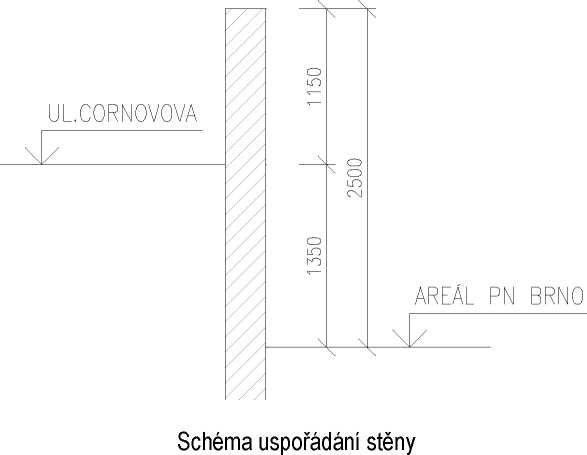 1150
UL.CORNOVOVA
2500
1350
AREÁL PN BRNO
Schéma uspořádání stěny